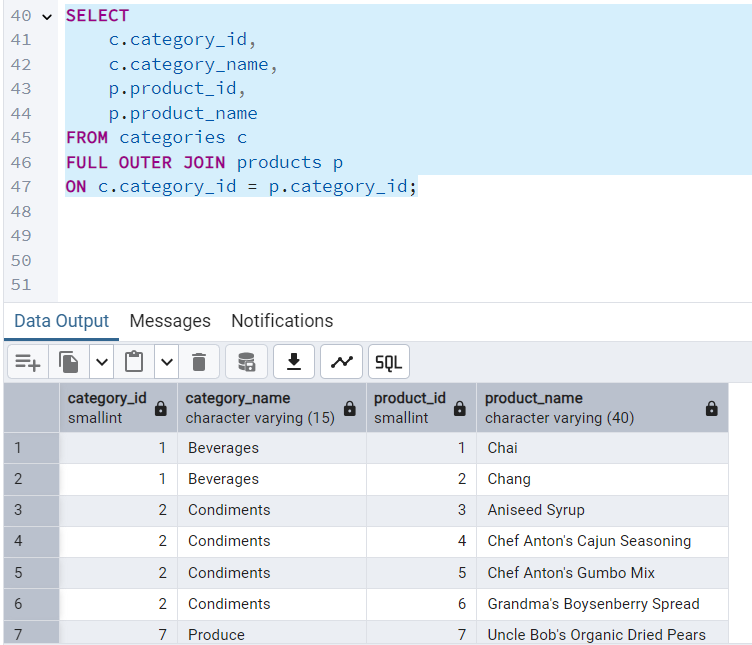 40 SELECT
41 c.category_id,
42 c.category_name,
43 p.product_id,
44 p.product_name
45 FROM categories c
46 FULL OUTER JOIN products p
47 ON c.category_id = p.category_id;
48
49
50
51
Data Output Messages Notifications
SQL
category_id category_name product_id product_name
smallint character varying (15) smallint character varying (40)
1 1 Beverages 1 Chai
2 1 Beverages 2 Chang
3 2 Condiments 3 Aniseed Syrup
4 2 Condiments 4 Chef Anton's Cajun Seasoning
5 2 Condiments 5 Chef Anton's Gumbo Mix
6 2 Condiments 6 Grandma's Boysenberry Spread
7 7 Produce 7 Uncle Bob's Organic Dried Pears